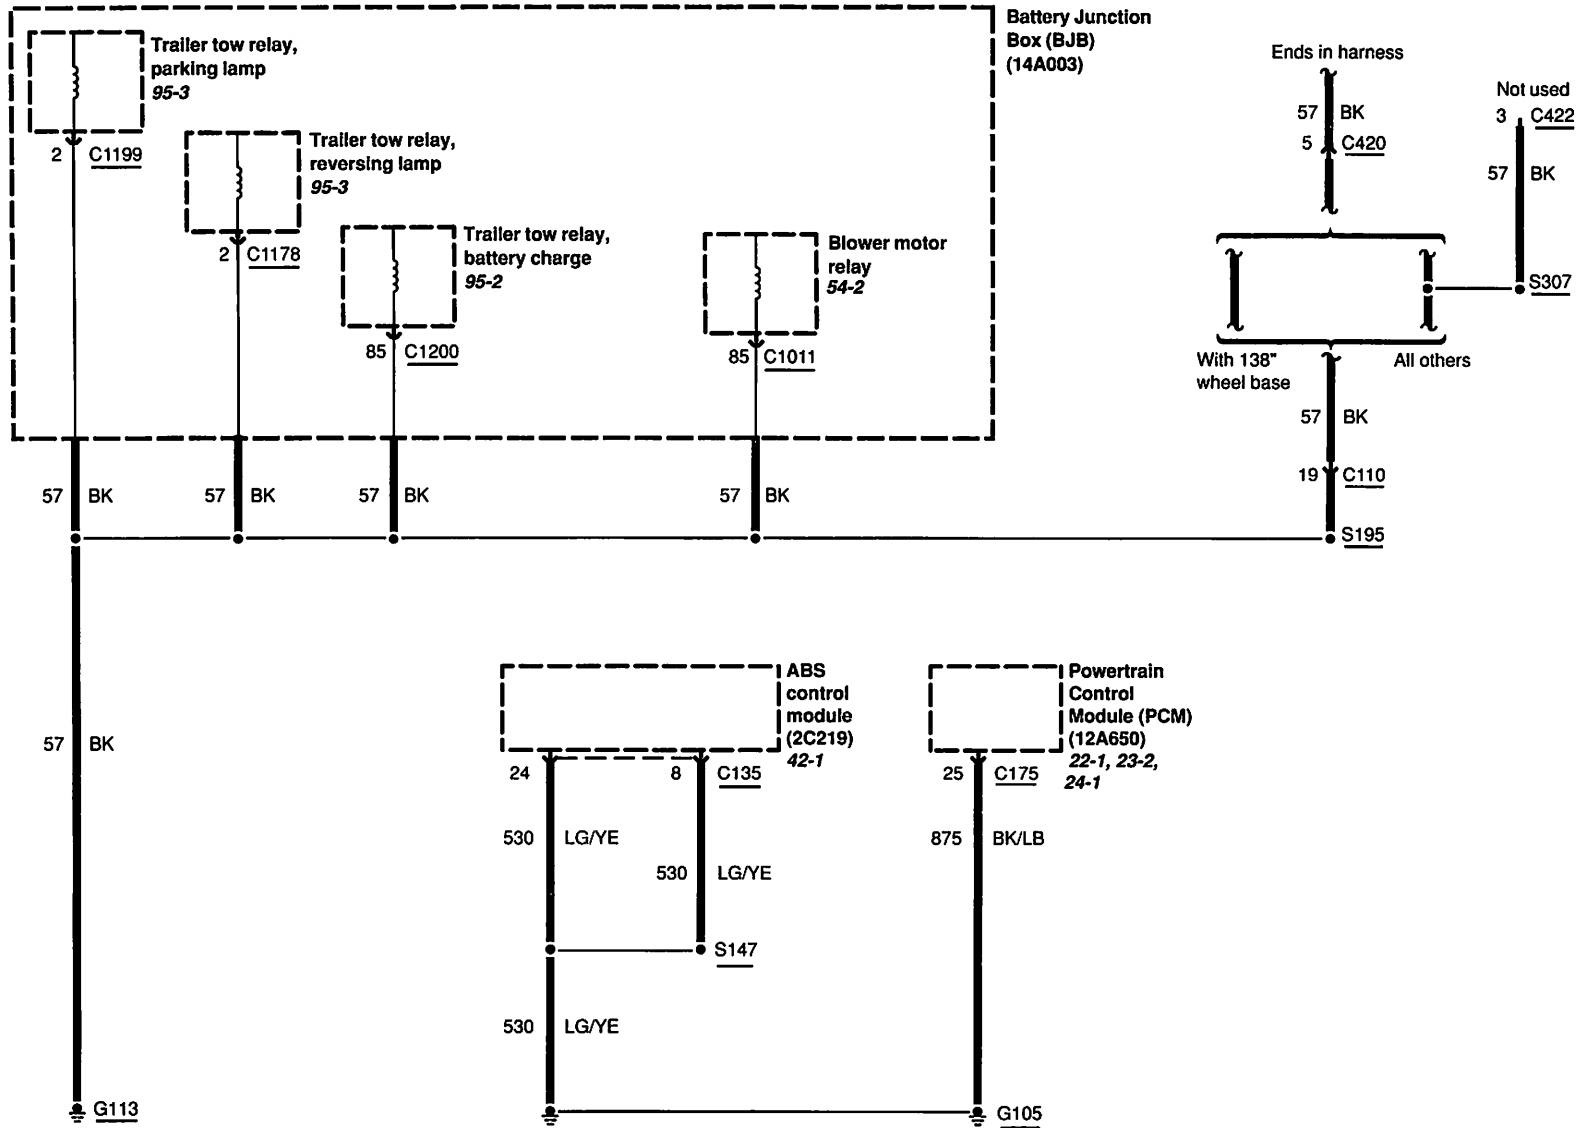 Battery Junction
Box (BJB)
(14A003)
Trailer tow relay,
parking lamp
95-3
2 C1199
Trailer tow relay,
reversing lamp
95-3
2 C1178
Trailer tow relay,
battery charge
95-2
85 C1200
Blower motor
relay
54-2
85 C1011
Ends in harness
57 BK
5 C420
Not used
3 C422
57 BK
S307
With 138"
wheel base
All others
57 BK
19 C110
S195
57 BK
57 BK
57 BK
57 BK
57 BK
ABS
control
module
(2C219)
42-1
24
8 C135
530 LG/YE
530 LG/YE
S147
530 LG/YE
Powertrain
Control
Module (PCM)
(12A650)
22-1, 23-2,
24-1
25 C175
875 BK/LB
G113
G105